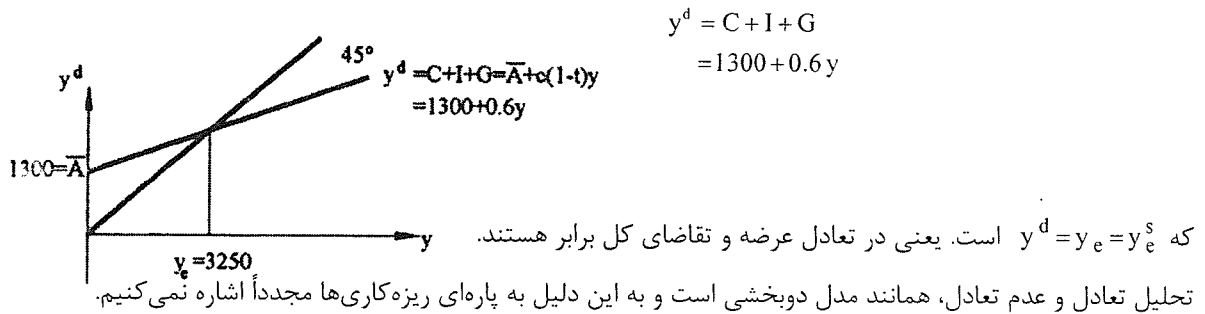 y^d = C + I + G
=1300 + 0.6 y
45°
y^d
y^d =C+I+G=Ā+c(1-t)y
=1300+0.6y
1300=Ā
y
y_e =3250
که y^d = y_e = y_e^s است. یعنی در تعادل عرضه و تقاضای کل برابر هستند.
تحلیل تعادل و عدم تعادل، همانند مدل دوبخشی است و به این دلیل به پاره‌ای ریزه‌کاری‌ها مجدداً اشاره نمی‌کنیم.